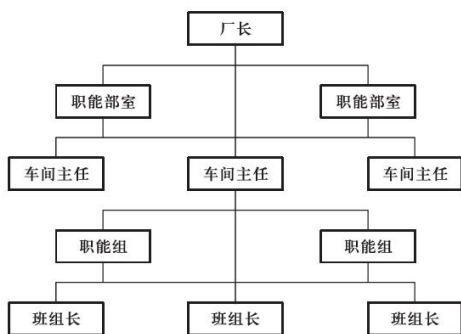 厂长
职能部室 职能部室
车间主任 车间主任 车间主任
职能组 职能组
班组长 班组长 班组长